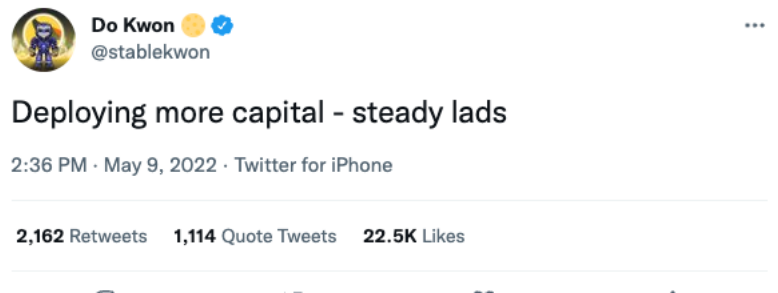 Do Kwon
@stablekwon
Deploying more capital - steady lads
2:36 PM · May 9, 2022 · Twitter for iPhone
2,162 Retweets 1,114 Quote Tweets 22.5K Likes